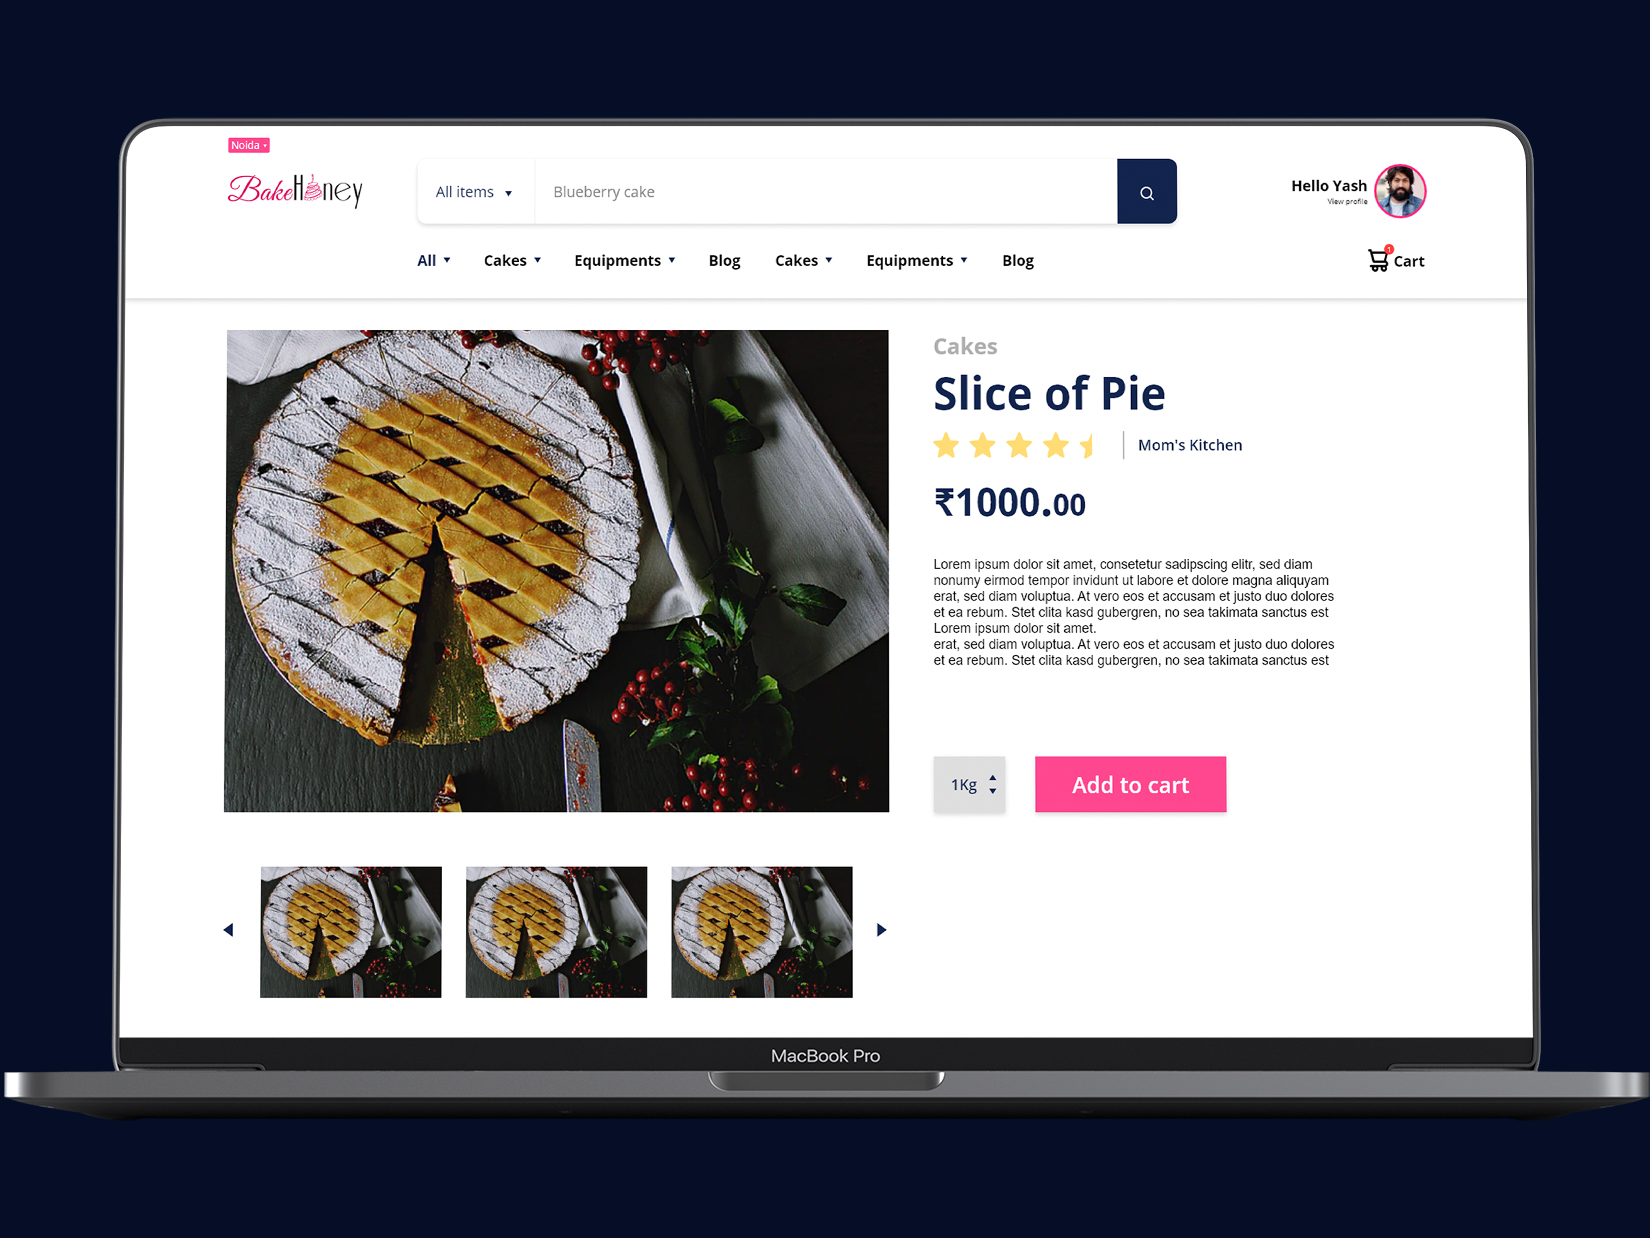 Noida
BakeHoney
All items
Blueberry cake
Hello Yash
View profile
All
Cakes
Equipments
Blog
Cakes
Equipments
Blog
1
Cart
Cakes
Slice of Pie
Mom's Kitchen
₹1000.00
Lorem ipsum dolor sit amet, consetetur sadipscing elitr, sed diam
nonumy eirmod tempor invidunt ut labore et dolore magna aliquyam
erat, sed diam voluptua. At vero eos et accusam et justo duo dolores
et ea rebum. Stet clita kasd gubergren, no sea takimata sanctus est
Lorem ipsum dolor sit amet.
erat, sed diam voluptua. At vero eos et accusam et justo duo dolores
et ea rebum. Stet clita kasd gubergren, no sea takimata sanctus est
1Kg
Add to cart
MacBook Pro